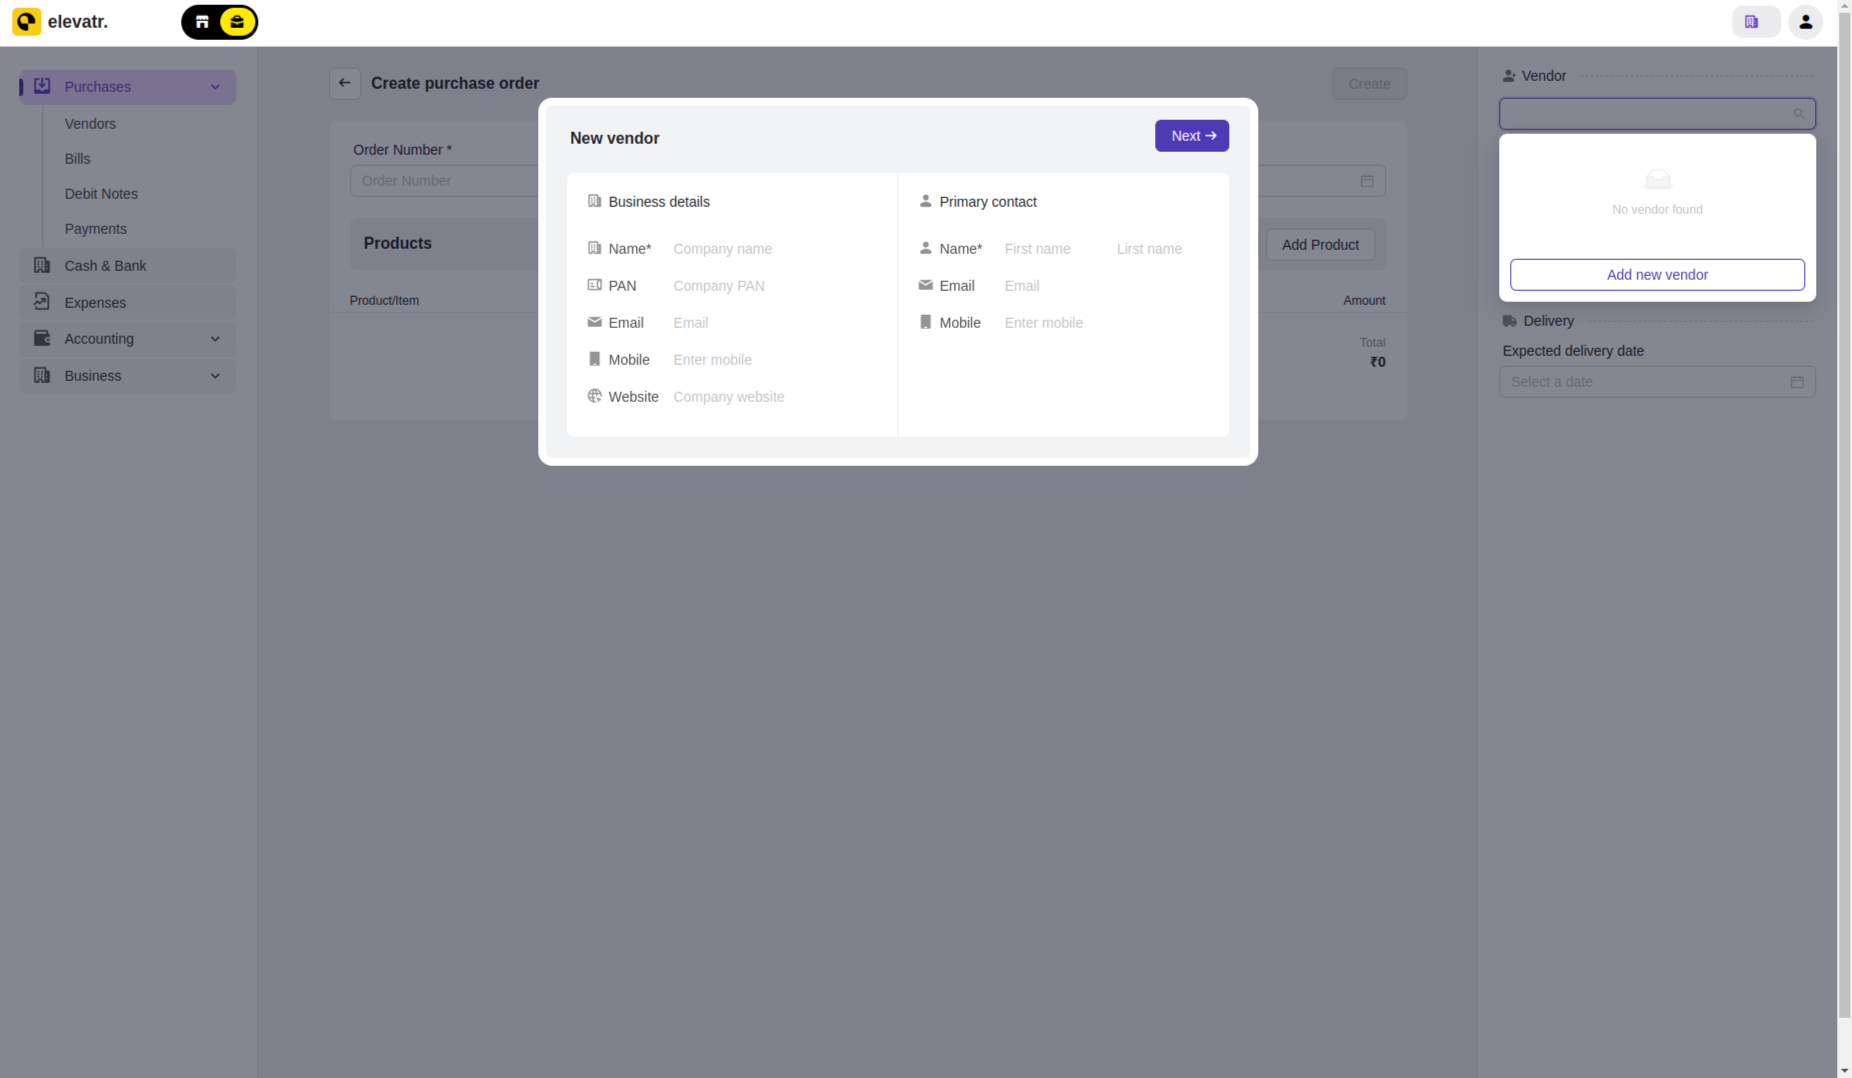 elevatr.
Purchases
Vendors
Bills
Debit Notes
Payments
Cash & Bank
Expenses
Accounting
Business
Create purchase order
Create
Order Number *
Order Number
Products
Add Product
Product/Item
Amount
Total
₹0
New vendor
Next
Business details
Name* Company name
PAN Company PAN
Email Email
Mobile Enter mobile
Website Company website
Primary contact
Name* First name Lirst name
Email Email
Mobile Enter mobile
Vendor
No vendor found
Add new vendor
Delivery
Expected delivery date
Select a date